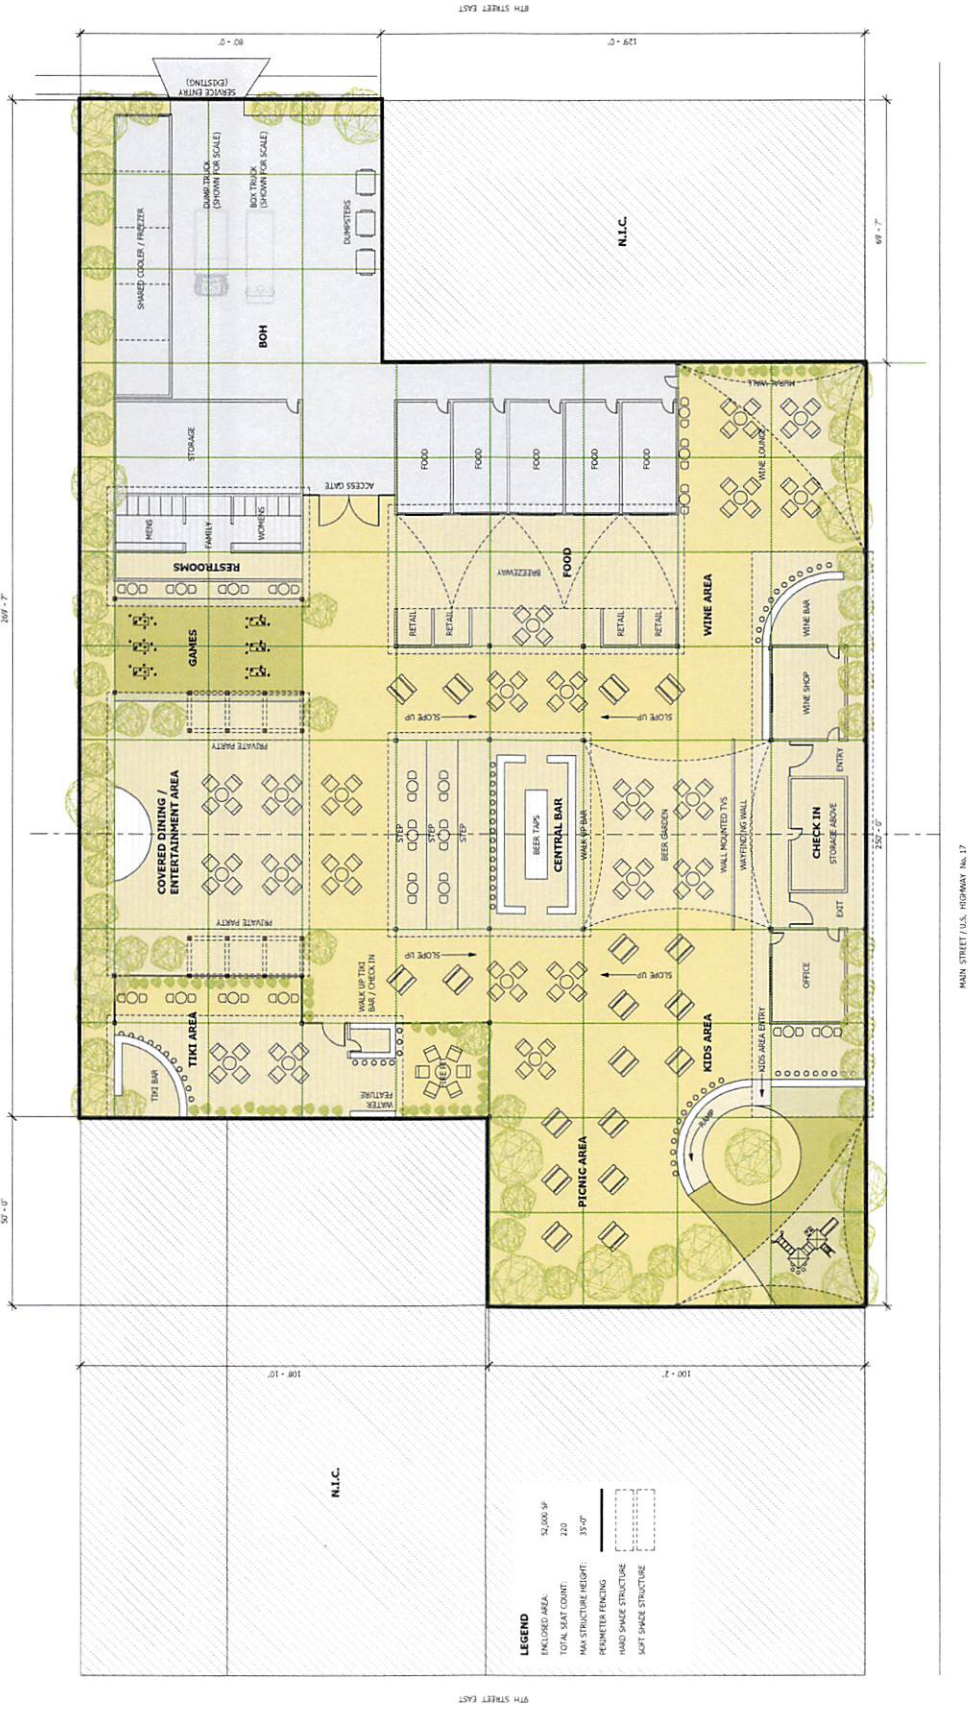 8TH STREET EAST
80' - 0"
129' - 0"
SERVICE ENTRY
(EXISTING)
SHARED COOLER / FREEZER
DUMP TRUCK
(SHOWN FOR SCALE)
BOX TRUCK
(SHOWN FOR SCALE)
DUMPSTERS
BOH
N.I.C.
69' - 7"
STORAGE
ACCESS GATE
FOOD
FOOD
FOOD
FOOD
FOOD
MURAL WALL
WINE LOUNGE
MENS
FAMILY
WOMENS
RESTROOMS
BREEZEWAY
FOOD
GAMES
RETAIL
RETAIL
RETAIL
RETAIL
WINE AREA
WINE BAR
WINE SHOP
269' - 7"
SLOPE UP
SLOPE UP
PRIVATE PARTY
COVERED DINING /
ENTERTAINMENT AREA
PRIVATE PARTY
STEP
STEP
STEP
BEER TAPS
CENTRAL BAR
WALK UP BAR
BEER GARDEN
WALL MOUNTED TVS
WAYFINDING WALL
ENTRY
CHECK IN
STORAGE ABOVE
EXIT
250' - 0"
SLOPE UP
SLOPE UP
OFFICE
WALK UP TIKI
BAR / CHECK IN
TIKI AREA
TIKI BAR
WATER
FEATURE
KIDS AREA
KIDS AREA ENTRY
RAMP
PICNIC AREA
50' - 0"
108' - 10"
100' - 2"
N.I.C.
LEGEND
ENCLOSED AREA: 52,000 SF
TOTAL SEAT COUNT: 220
MAX STRUCTURE HEIGHT: 35'-0"
PERIMETER FENCING
HARD SHADE STRUCTURE
SOFT SHADE STRUCTURE
MAIN STREET / U.S. HIGHWAY No. 17
9TH STREET EAST